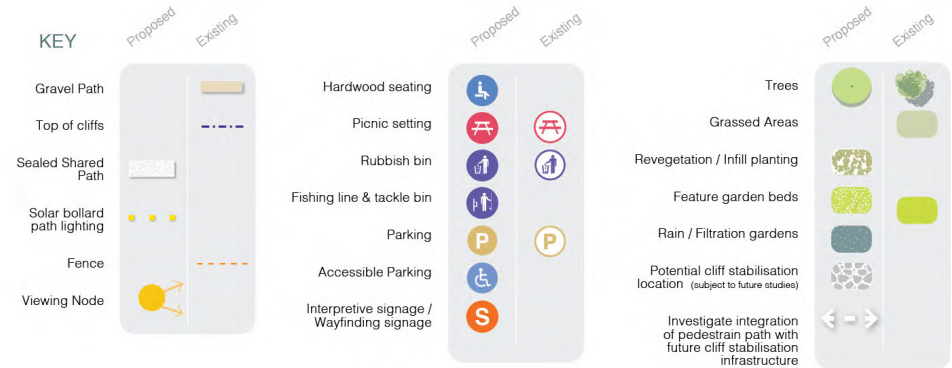 KEY
Proposed
Existing
Gravel Path
Top of cliffs
Sealed Shared
Path
Solar bollard
path lighting
Fence
Viewing Node
Proposed
Existing
Hardwood seating
Picnic setting
Rubbish bin
Fishing line & tackle bin
Parking
P
P
Accessible Parking
Interpretive signage /
Wayfinding signage
S
Proposed
Existing
Trees
Grassed Areas
Revegetation / Infill planting
Feature garden beds
Rain / Filtration gardens
Potential cliff stabilisation
location (subject to future studies)
Investigate integration
of pedestrain path with
future cliff stabilisation
infrastructure